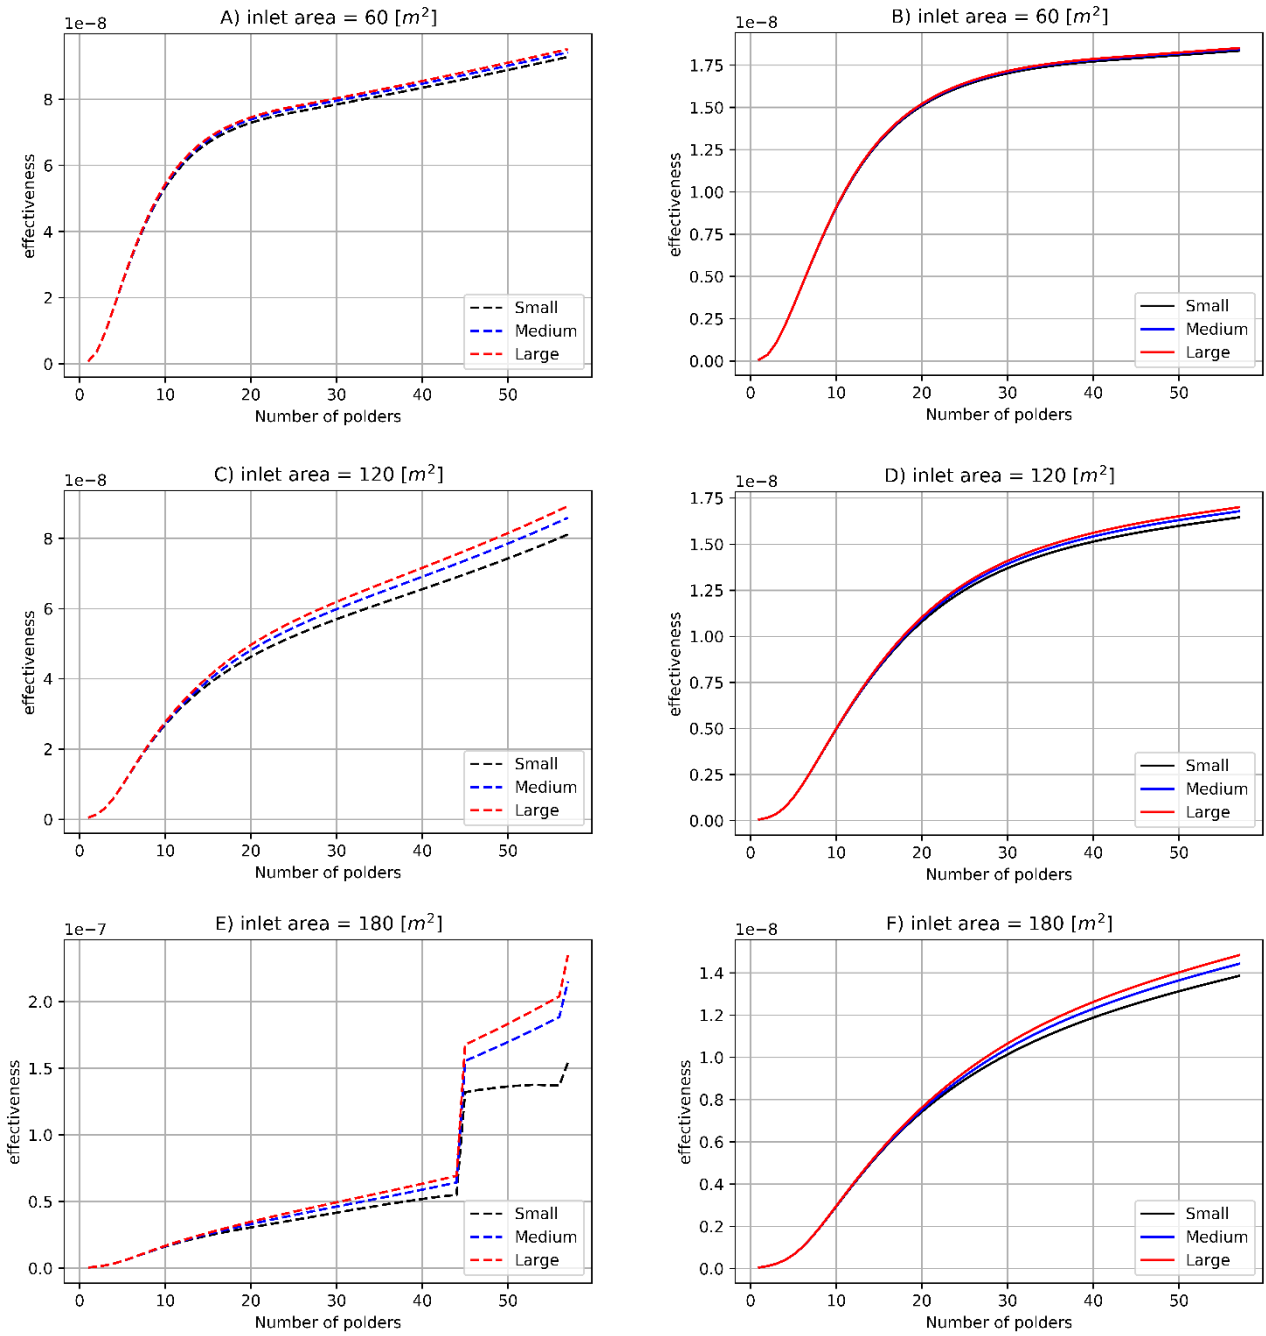 A) inlet area = 60 [m²]
1e−8
8
6
4
2
0
effectiveness
0 10 20 30 40 50
Number of polders
Small
Medium
Large
B) inlet area = 60 [m²]
1e−8
1.75
1.50
1.25
1.00
0.75
0.50
0.25
0.00
effectiveness
0 10 20 30 40 50
Number of polders
Small
Medium
Large
C) inlet area = 120 [m²]
1e−8
8
6
4
2
0
effectiveness
0 10 20 30 40 50
Number of polders
Small
Medium
Large
D) inlet area = 120 [m²]
1e−8
1.75
1.50
1.25
1.00
0.75
0.50
0.25
0.00
effectiveness
0 10 20 30 40 50
Number of polders
Small
Medium
Large
E) inlet area = 180 [m²]
1e−7
2.0
1.5
1.0
0.5
0.0
effectiveness
0 10 20 30 40 50
Number of polders
Small
Medium
Large
F) inlet area = 180 [m²]
1e−8
1.4
1.2
1.0
0.8
0.6
0.4
0.2
0.0
effectiveness
0 10 20 30 40 50
Number of polders
Small
Medium
Large